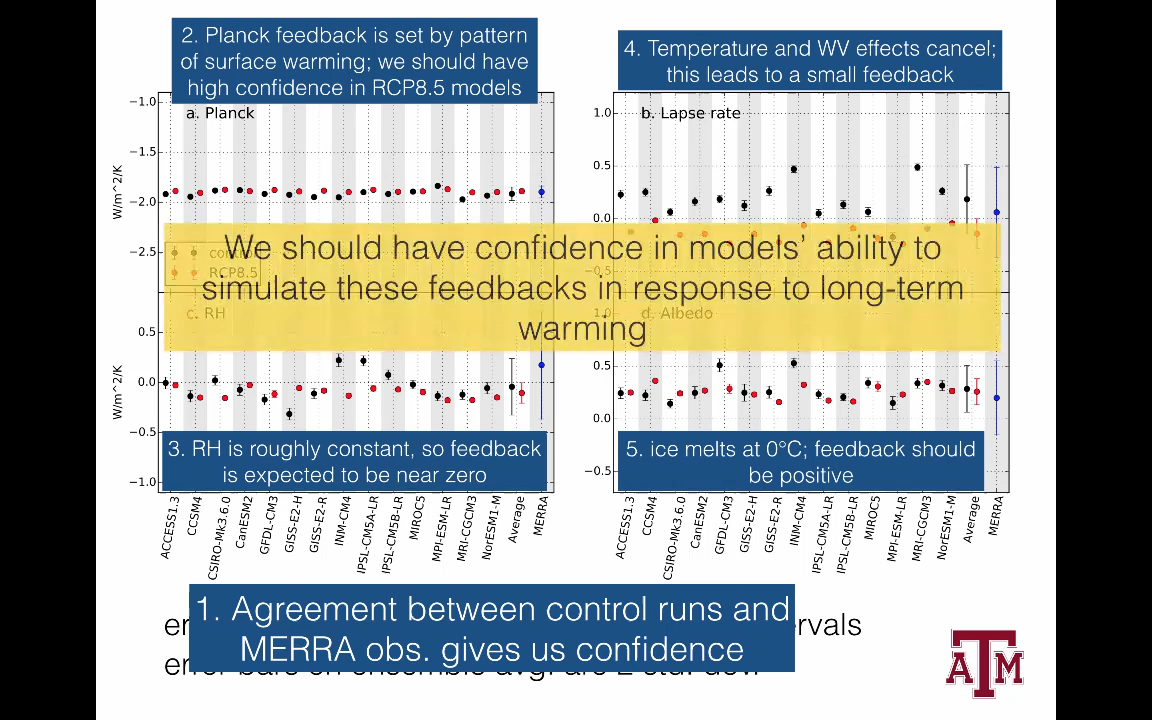 2. Planck feedback is set by pattern
of surface warming; we should have
high confidence in RCP8.5 models
4. Temperature and WV effects cancel;
this leads to a small feedback
a. Planck
b. Lapse rate
−1.0
−1.5
−2.0
−2.5
W/m^2/K
1.0
0.5
0.0
−0.5
control
RCP8.5
We should have confidence in models' ability to
simulate these feedbacks in response to long-term
warming
c. RH
d. Albedo
0.5
0.0
−0.5
−1.0
W/m^2/K
1.0
0.5
0.0
−0.5
3. RH is roughly constant, so feedback
is expected to be near zero
5. ice melts at 0°C; feedback should
be positive
ACCESS1.3
CCSM4
CSIRO-Mk3.6.0
CanESM2
GFDL-CM3
GISS-E2-H
GISS-E2-R
INM-CM4
IPSL-CM5A-LR
IPSL-CM5B-LR
MIROC5
MPI-ESM-LR
MRI-CGCM3
NorESM1-M
Average
MERRA
ACCESS1.3
CCSM4
CSIRO-Mk3.6.0
CanESM2
GFDL-CM3
GISS-E2-H
GISS-E2-R
INM-CM4
IPSL-CM5A-LR
IPSL-CM5B-LR
MIROC5
MPI-ESM-LR
MRI-CGCM3
NorESM1-M
Average
MERRA
1. Agreement between control runs and
MERRA obs. gives us confidence
ATM